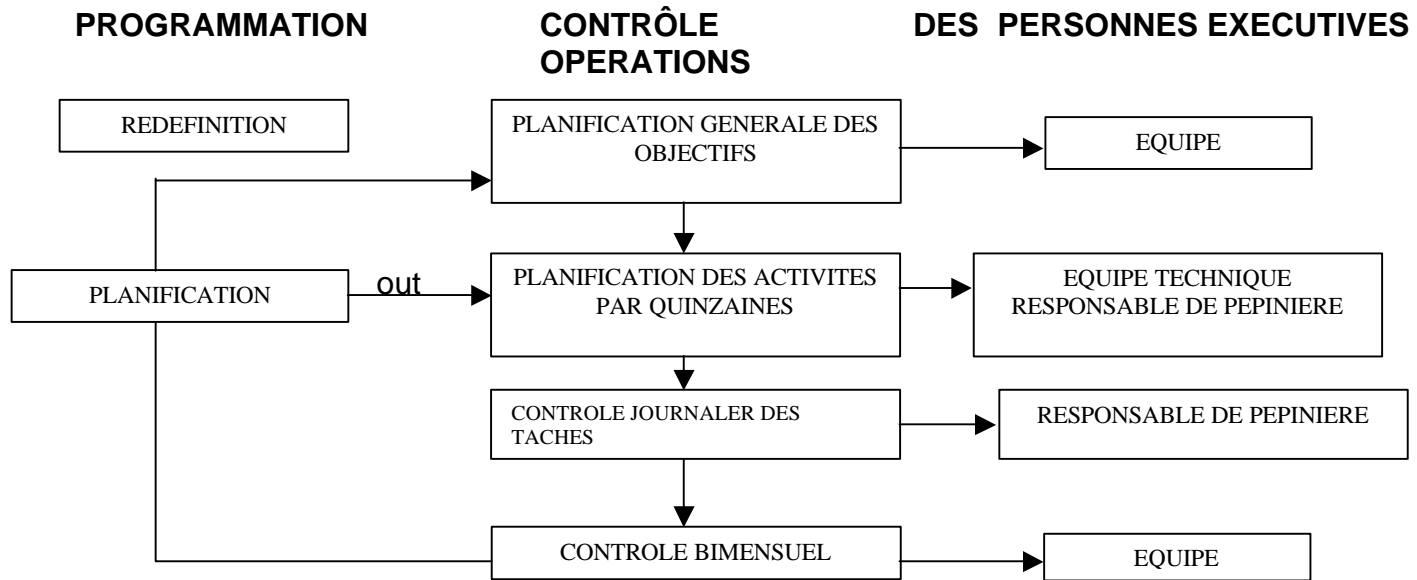 PROGRAMMATION CONTRÔLE DES PERSONNES EXECUTIVES
OPERATIONS
REDEFINITION
PLANIFICATION GENERALE DES
OBJECTIFS
EQUIPE
PLANIFICATION
out
PLANIFICATION DES ACTIVITES
PAR QUINZAINES
EQUIPE TECHNIQUE
RESPONSABLE DE PEPINIERE
CONTROLE JOURNALER DES
TACHES
RESPONSABLE DE PEPINIERE
CONTROLE BIMENSUEL
EQUIPE